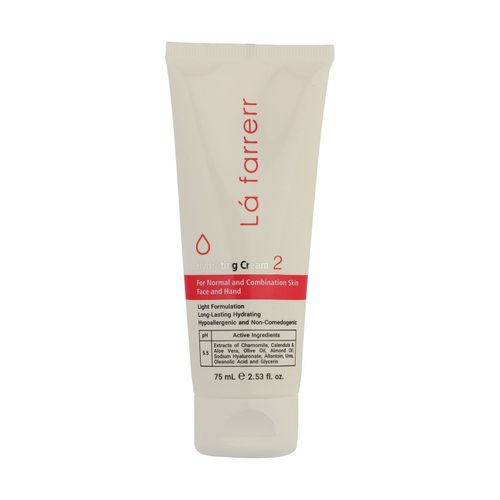 Lá farrerr
Hydrating Cream 2
For Normal and Combination Skin
Face and Hand
Light Formulation
Long-Lasting Hydrating
Hypoallergenic and Non-Comedogenic
pH Active Ingredients
5.5 Extracts of Chamomile, Calendula &
Aloe Vera, Olive Oil, Almond Oil,
Sodium Hyaluronate, Allantoin, Urea,
Oleanolic Acid and Glycerin
75 mL ℮ 2.53 fl. oz.